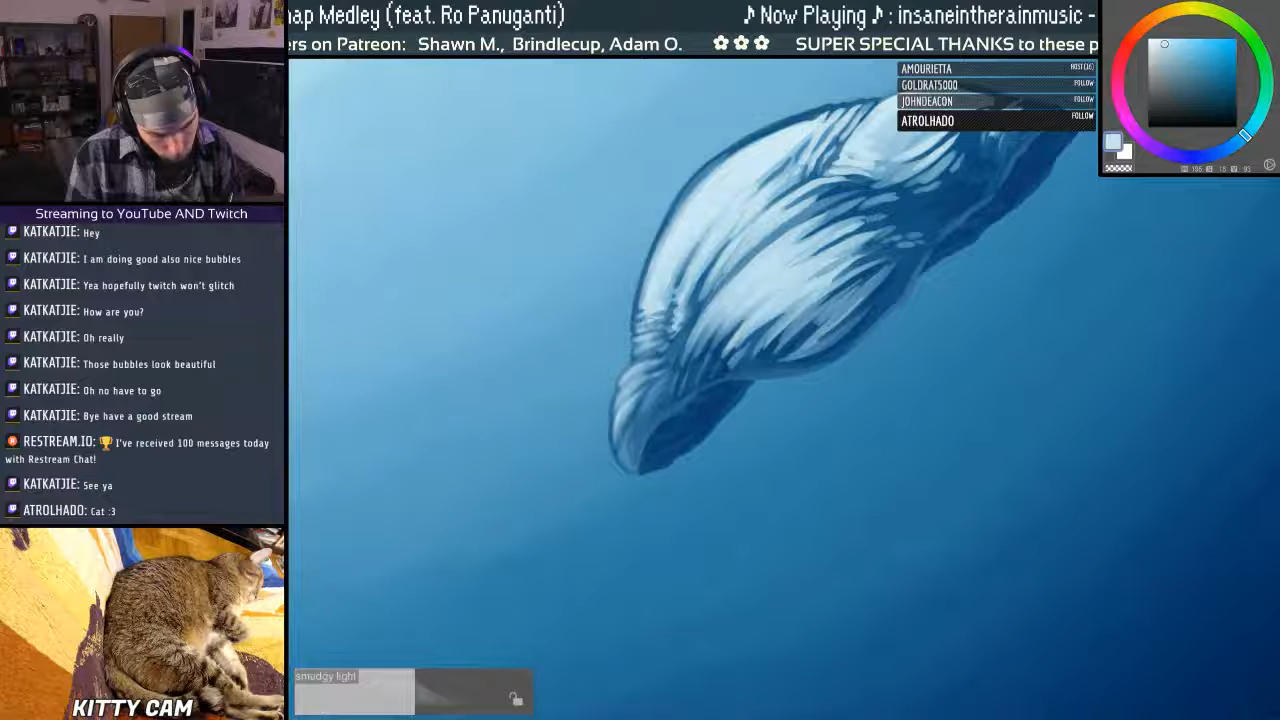 nap Medley (feat. Ro Panuganti)
♪ Now Playing ♪ : insaneintherainmusic -
ers on Patreon: Shawn M., Brindlecup, Adam O. ✿ ✿ ✿ SUPER SPECIAL THANKS to these p
AMOURIETTA HOST (16)
GOLDRAT5000 FOLLOW
JOHNDEACON FOLLOW
ATROLHADO FOLLOW
Streaming to YouTube AND Twitch
KATKATJIE: Hey
KATKATJIE: I am doing good also nice bubbles
KATKATJIE: Yea hopefully twitch won't glitch
KATKATJIE: How are you?
KATKATJIE: Oh really
KATKATJIE: Those bubbles look beautiful
KATKATJIE: Oh no have to go
KATKATJIE: Bye have a good stream
RESTREAM.IO: 🏆 I've received 100 messages today
with Restream Chat!
KATKATJIE: See ya
ATROLHADO: Cat :3
KITTY CAM
smudgy light